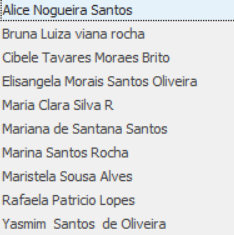 Alice Nogueira Santos
Bruna Luiza viana rocha
Cibele Tavares Moraes Brito
Elisangela Morais Santos Oliveira
Maria Clara Silva R
Mariana de Santana Santos
Marina Santos Rocha
Maristela Sousa Alves
Rafaela Patricio Lopes
Yasmim  Santos  de Oliveira